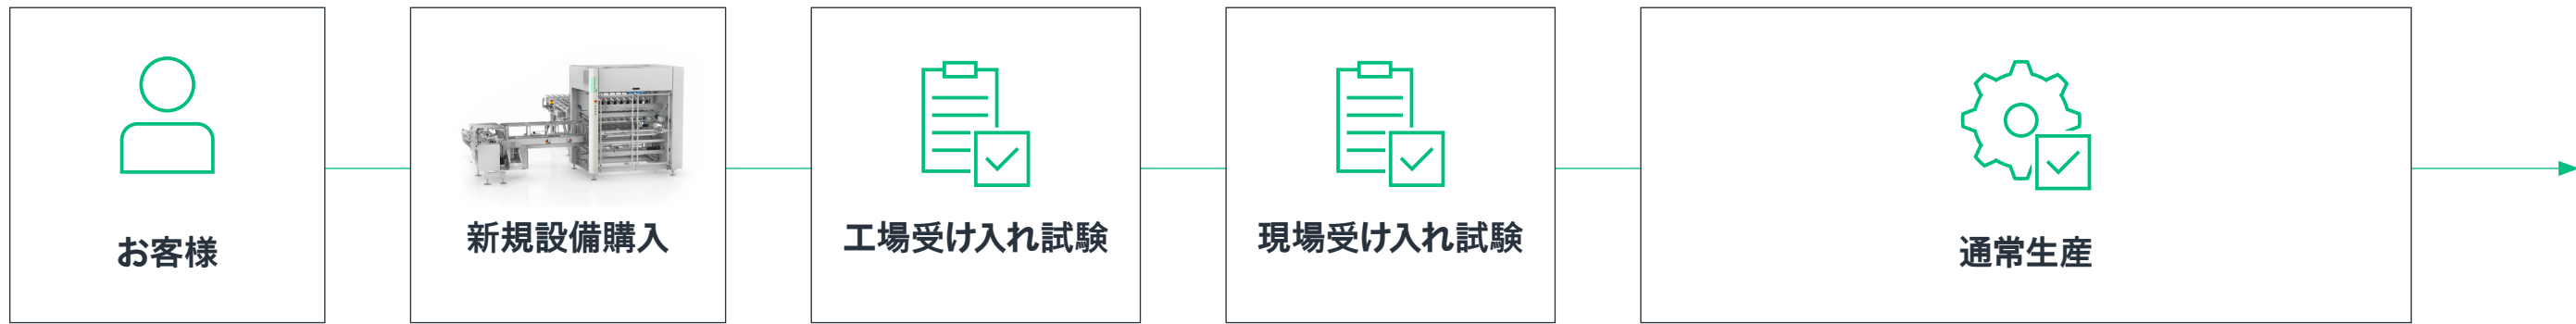 お客様
新規設備購入
工場受け入れ試験
現場受け入れ試験
通常生産